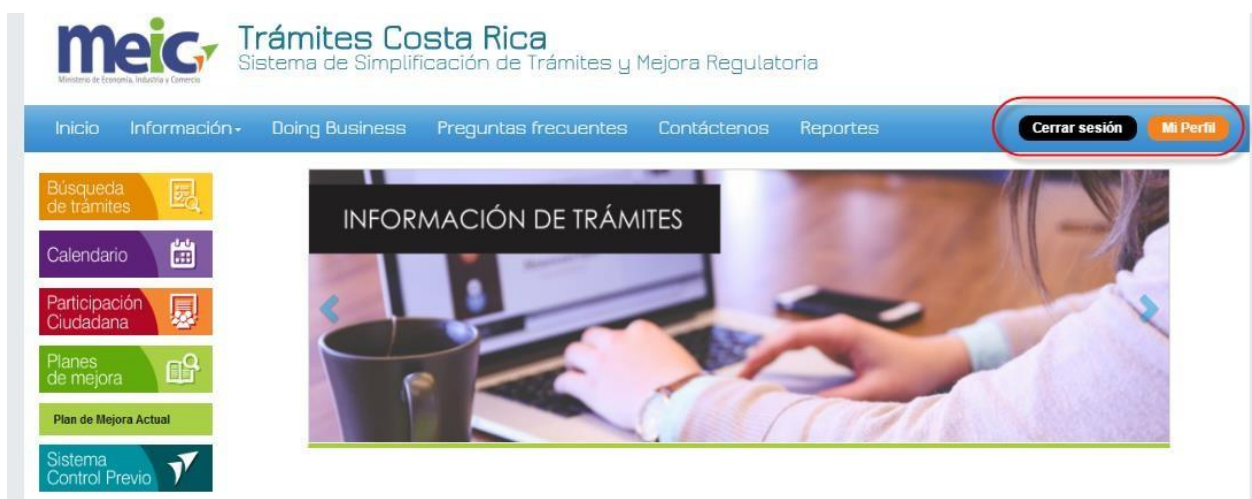 meic
Ministerio de Economía, Industria y Comercio
Trámites Costa Rica
Sistema de Simplificación de Trámites y Mejora Regulatoria
Inicio Información Doing Business Preguntas frecuentes Contáctenos Reportes Cerrar sesión Mi Perfil
Búsqueda
de trámites
INFORMACIÓN DE TRÁMITES
Calendario
Participación
Ciudadana
Planes
de mejora
Plan de Mejora Actual
Sistema
Control Previo